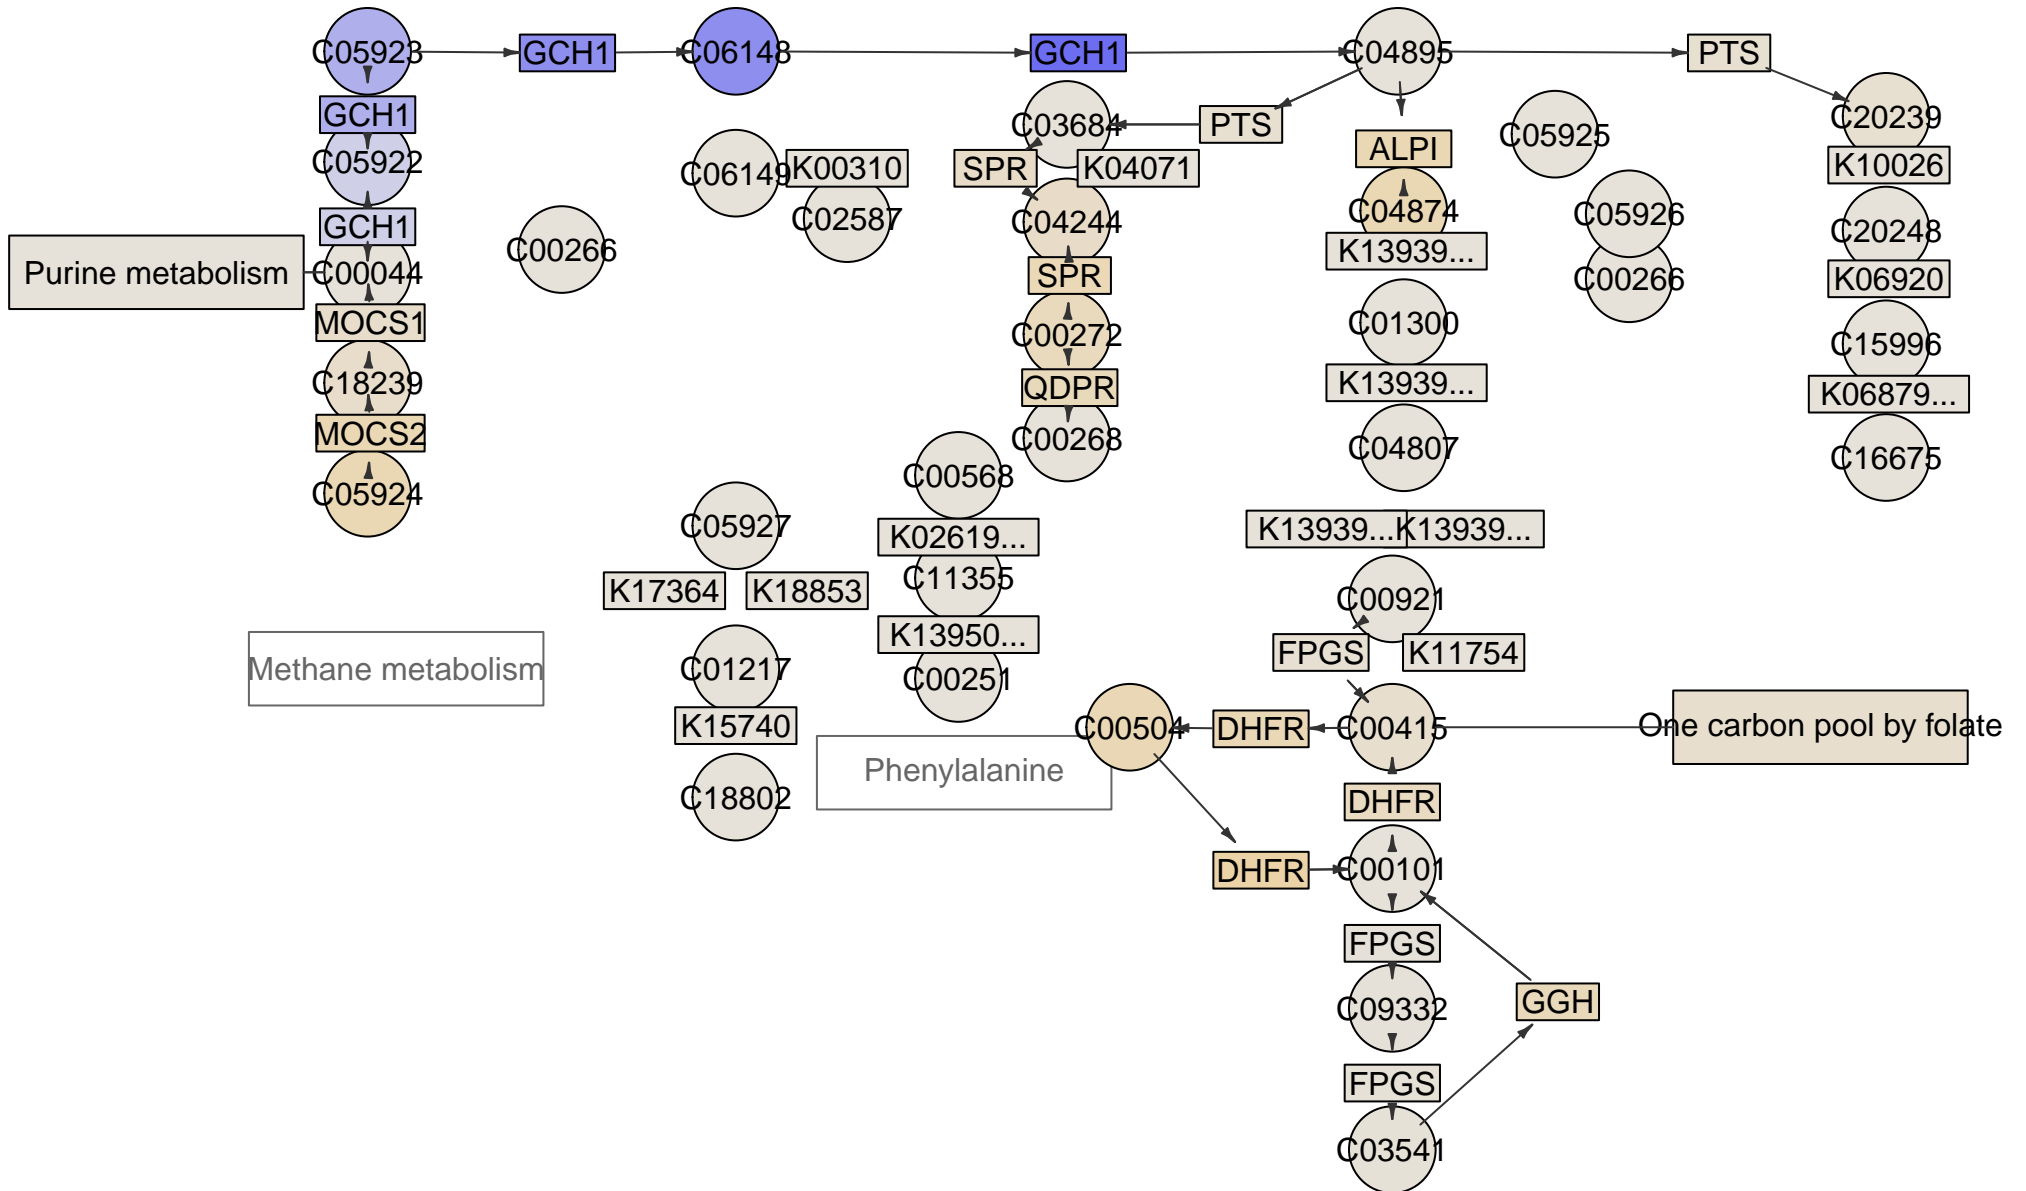 C05923
GCH1
C06148
GCH1
C04895
PTS
GCH1
C03684
PTS
C20239
C05922
C06149
K00310
SPR
K04071
ALPI
C05925
K10026
GCH1
C00266
C02587
C04244
C04874
C05926
C20248
Purine metabolism
C00044
SPR
K13939...
C00266
K06920
MOCS1
C00272
C01300
C15996
C18239
QDPR
K13939...
K06879...
MOCS2
C00268
C04807
C16675
C05924
C00568
C05927
K02619...
K13939...
K13939...
K17364
K18853
C11355
C00921
K13950...
FPGS
K11754
Methane metabolism
C01217
C00251
K15740
C00504
DHFR
C00415
One carbon pool by folate
Phenylalanine
C18802
DHFR
DHFR
C00101
FPGS
C09332
GGH
FPGS
C03541